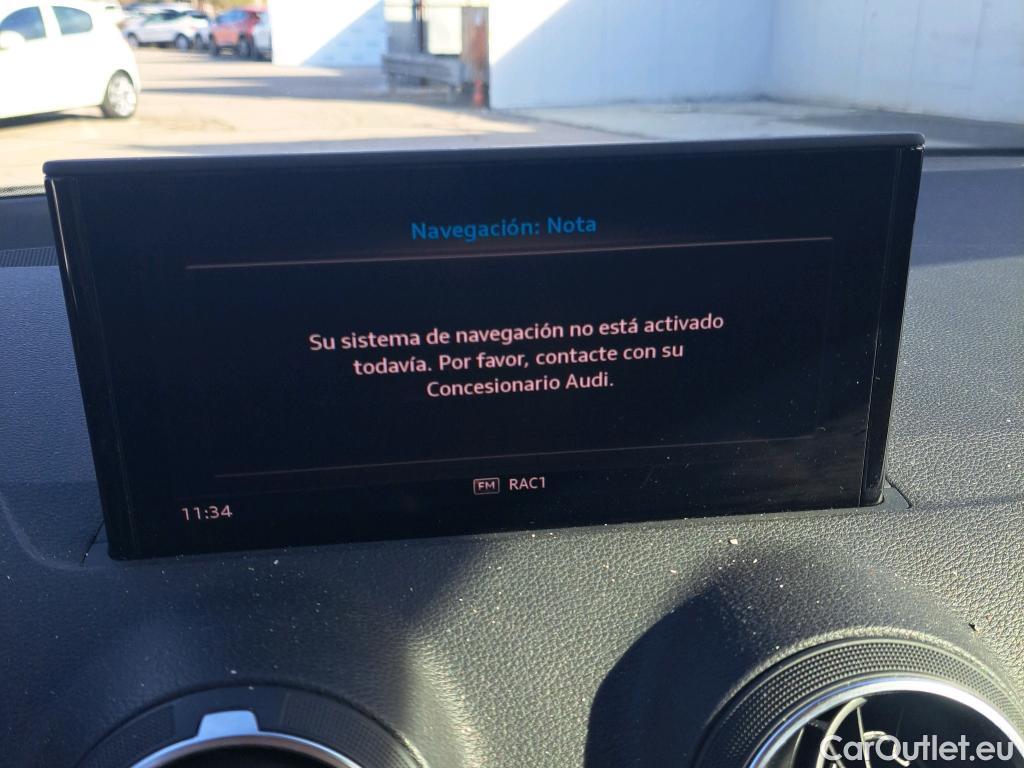 Navegación: Nota
Su sistema de navegación no está activado
todavía. Por favor, contacte con su
Concesionario Audi.
FM RAC1
11:34
CarOutlet.eu